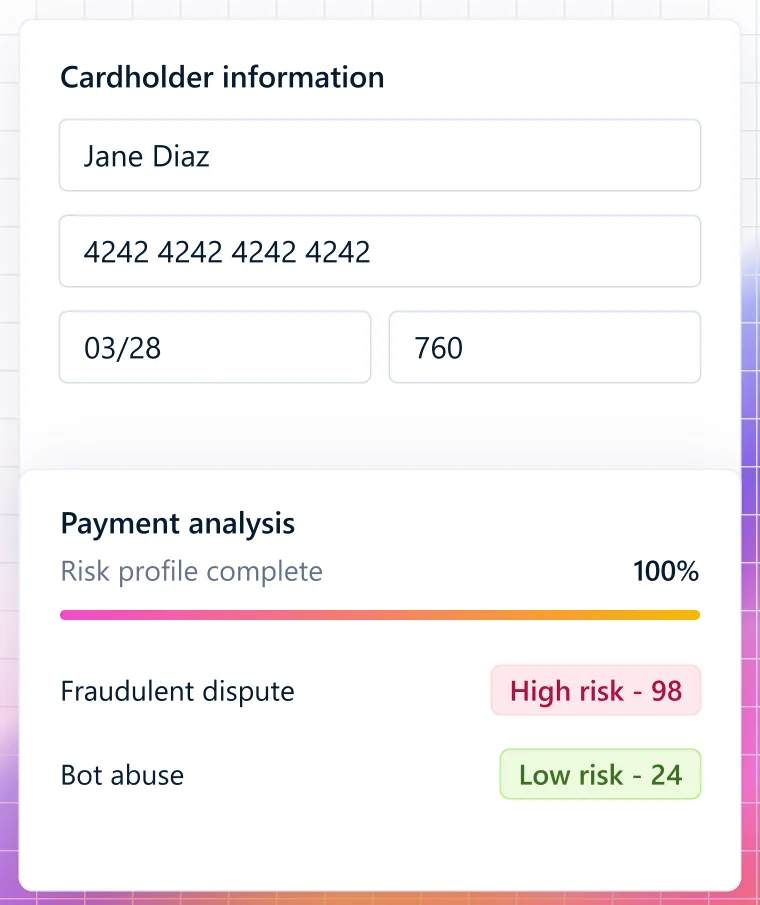 Cardholder information
Jane Diaz
4242 4242 4242 4242
03/28 760
Payment analysis
Risk profile complete 100%
Fraudulent dispute High risk - 98
Bot abuse Low risk - 24